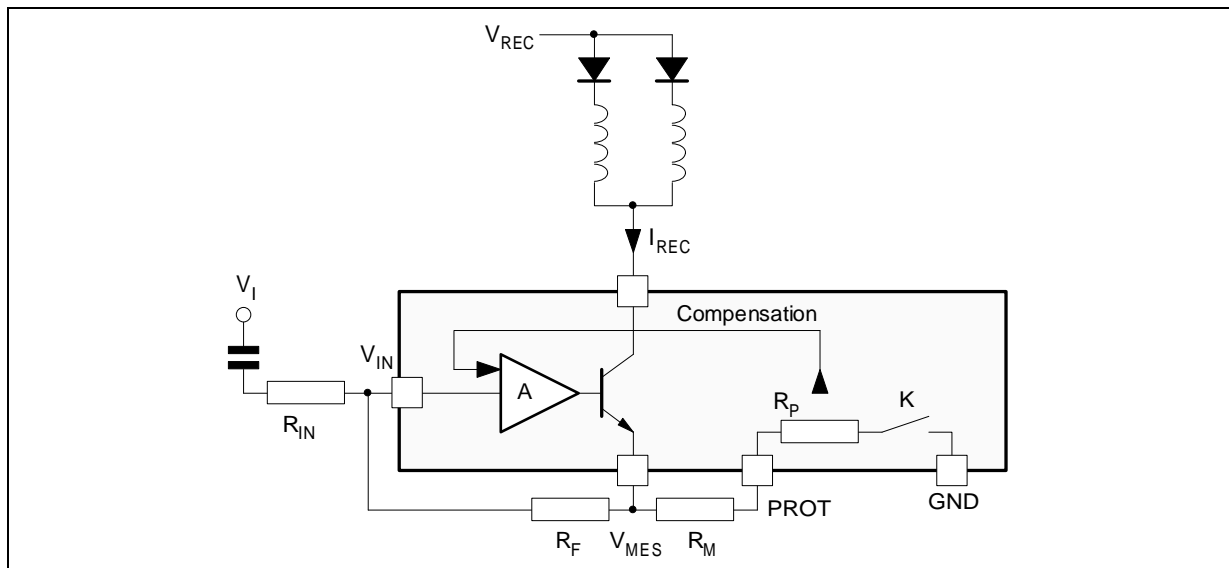 V_REC
I_REC
V_I
Compensation
V_IN
A
R_P
K
R_IN
PROT
GND
R_F
V_MES
R_M